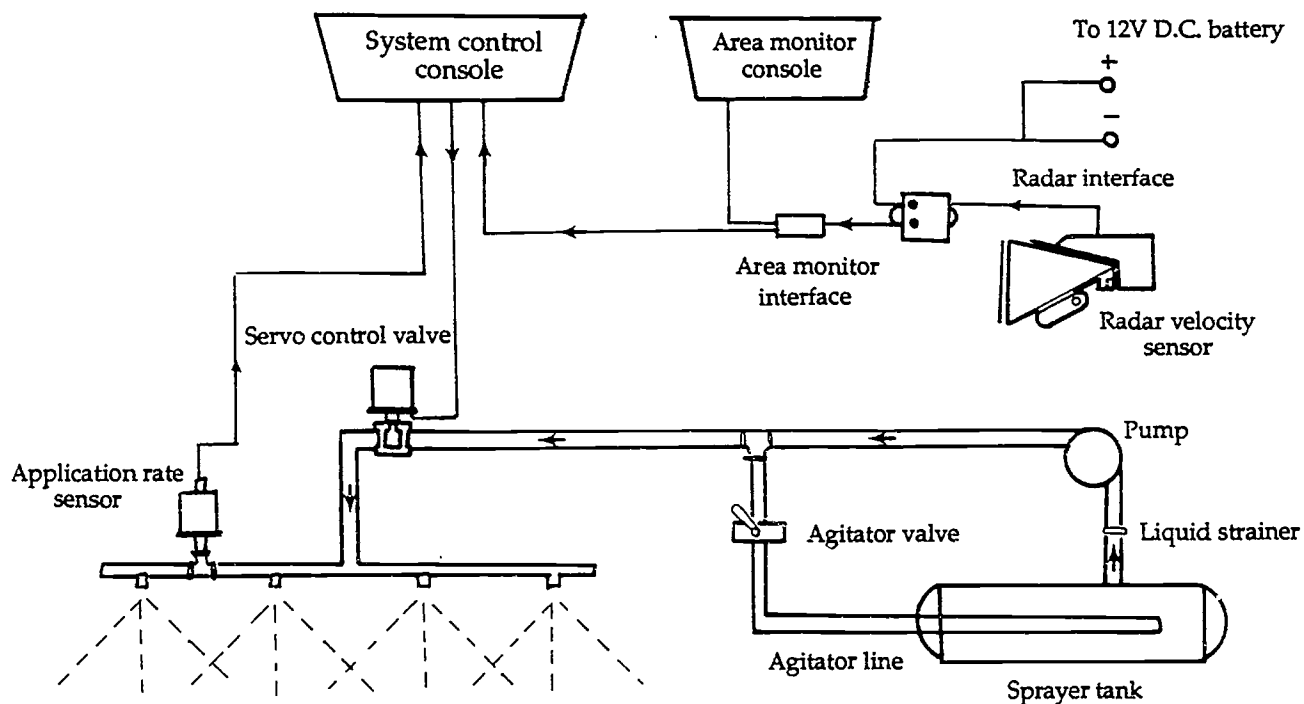 System control
console
Area monitor
console
To 12V D.C. battery
+
−
Radar interface
Area monitor
interface
Radar velocity
sensor
Servo control valve
Pump
Application rate
sensor
Agitator valve
Liquid strainer
Agitator line
Sprayer tank